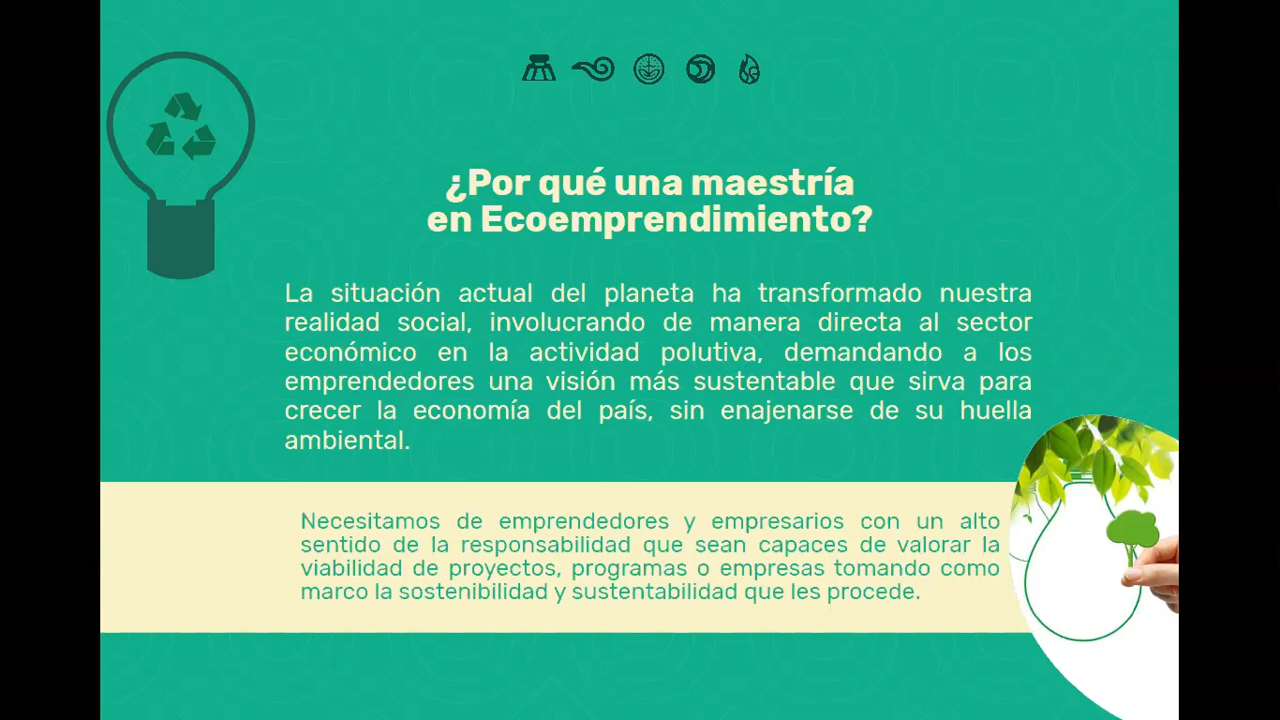 ¿Por qué una maestría
en Ecoemprendimiento?
La situación actual del planeta ha transformado nuestra
realidad social, involucrando de manera directa al sector
económico en la actividad polutiva, demandando a los
emprendedores una visión más sustentable que sirva para
crecer la economía del país, sin enajenarse de su huella
ambiental.
Necesitamos de emprendedores y empresarios con un alto
sentido de la responsabilidad que sean capaces de valorar la
viabilidad de proyectos, programas o empresas tomando como
marco la sostenibilidad y sustentabilidad que les procede.